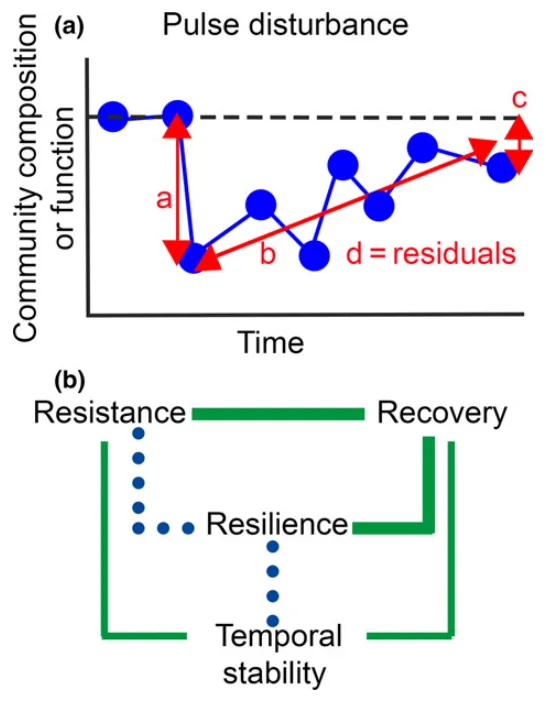 (a)
Pulse disturbance
Community composition
or function
a
b
c
d = residuals
Time
(b)
Resistance
Recovery
Resilience
Temporal
stability